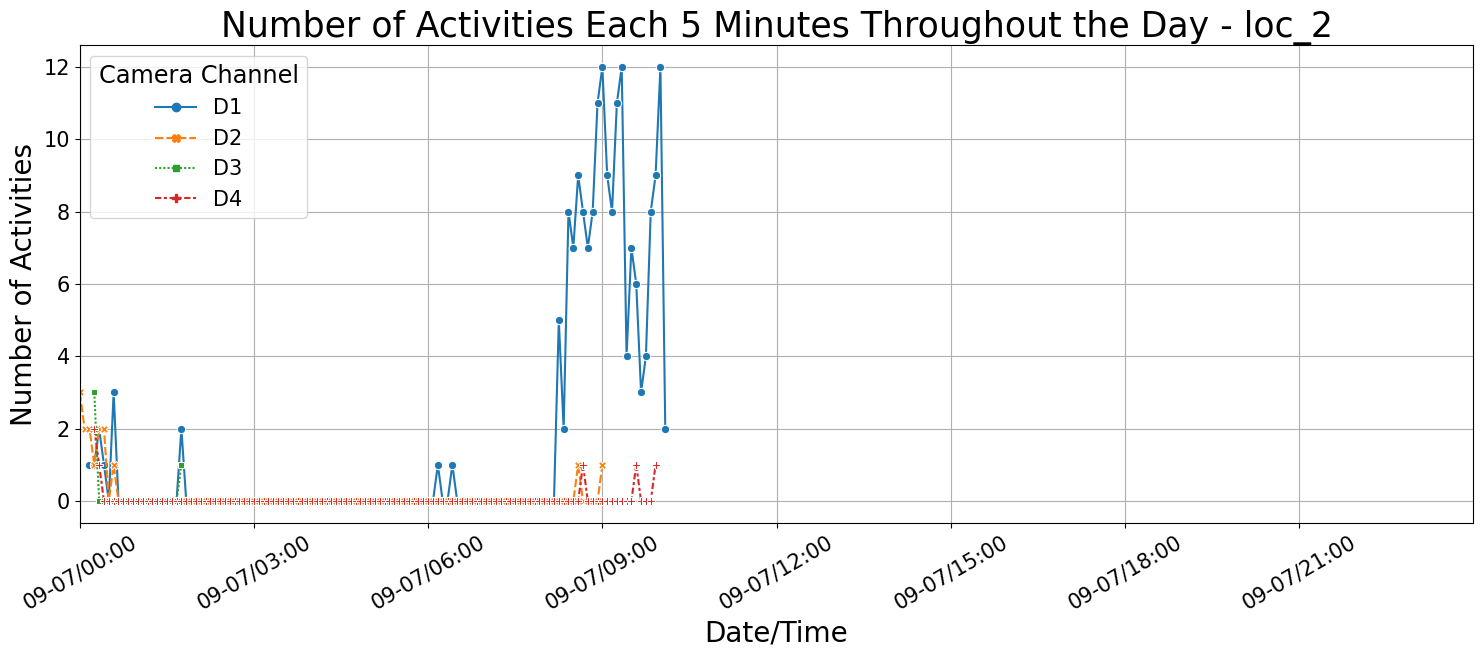 Number of Activities Each 5 Minutes Throughout the Day - loc_2
Camera Channel
D1
D2
D3
D4
Number of Activities
12
10
8
6
4
2
0
09-07/00:00
09-07/03:00
09-07/06:00
09-07/09:00
09-07/12:00
09-07/15:00
09-07/18:00
09-07/21:00
Date/Time